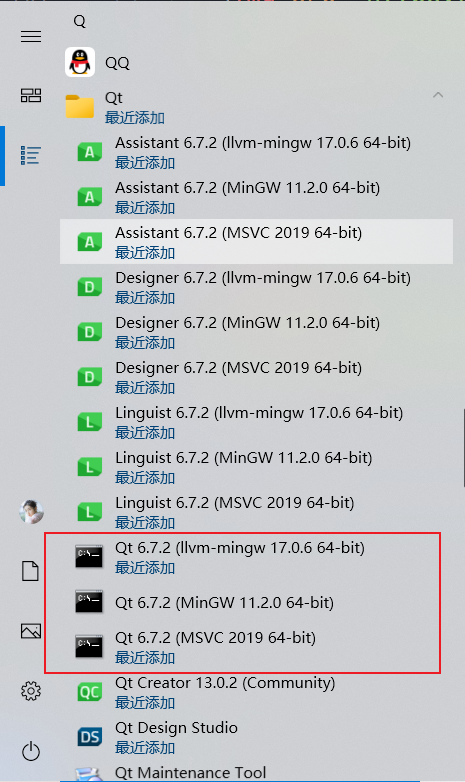 Q
QQ
Qt
最近添加
Assistant 6.7.2 (llvm-mingw 17.0.6 64-bit)
最近添加
Assistant 6.7.2 (MinGW 11.2.0 64-bit)
最近添加
Assistant 6.7.2 (MSVC 2019 64-bit)
最近添加
Designer 6.7.2 (llvm-mingw 17.0.6 64-bit)
最近添加
Designer 6.7.2 (MinGW 11.2.0 64-bit)
最近添加
Designer 6.7.2 (MSVC 2019 64-bit)
最近添加
Linguist 6.7.2 (llvm-mingw 17.0.6 64-bit)
最近添加
Linguist 6.7.2 (MinGW 11.2.0 64-bit)
最近添加
Linguist 6.7.2 (MSVC 2019 64-bit)
最近添加
Qt 6.7.2 (llvm-mingw 17.0.6 64-bit)
最近添加
Qt 6.7.2 (MinGW 11.2.0 64-bit)
Qt 6.7.2 (MSVC 2019 64-bit)
最近添加
Qt Creator 13.0.2 (Community)
最近添加
Qt Design Studio
最近添加
Qt Maintenance Tool